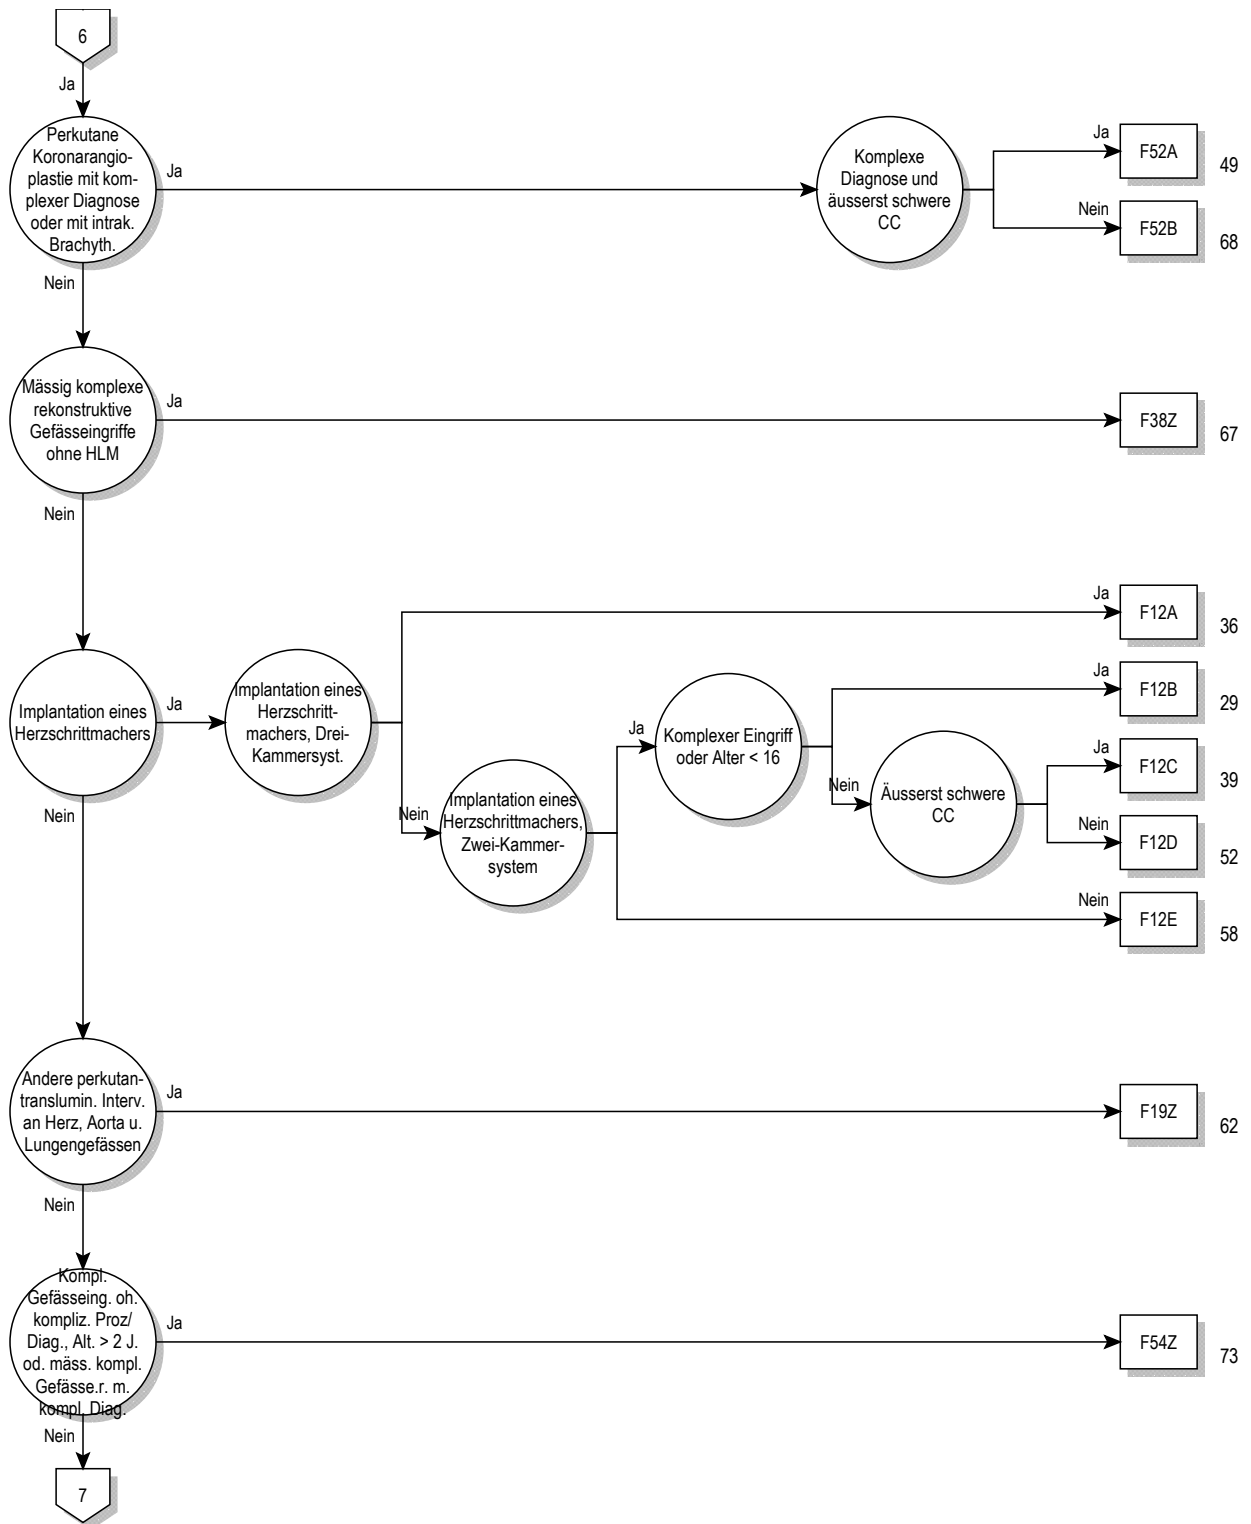 6
Ja
Perkutane
Koronarangio-
plastie mit kom-
plexer Diagnose
oder mit intrak.
Brachyth.
Ja
Komplexe
Diagnose und
äusserst schwere
CC
Ja
F52A
49
Nein
F52B
68
Nein
Mässig komplexe
rekonstruktive
Gefässeingriffe
ohne HLM
Ja
F38Z
67
Nein
Implantation eines
Herzschrittmachers
Ja
Implantation eines
Herzschritt-
machers, Drei-
Kammersyst.
Ja
F12A
36
Nein
Implantation eines
Herzschrittmachers,
Zwei-Kammer-
system
Ja
Komplexer Eingriff
oder Alter < 16
Ja
F12B
29
Nein
Äusserst schwere
CC
Ja
F12C
39
Nein
F12D
52
Nein
F12E
58
Nein
Andere perkutan-
translumin. Interv.
an Herz, Aorta u.
Lungengefässen
Ja
F19Z
62
Nein
Kompl.
Gefässeing. oh.
kompliz. Proz/
Diag., Alt. > 2 J.
od. mäss. kompl.
Gefässe.r. m.
kompl. Diag.
Ja
F54Z
73
Nein
7